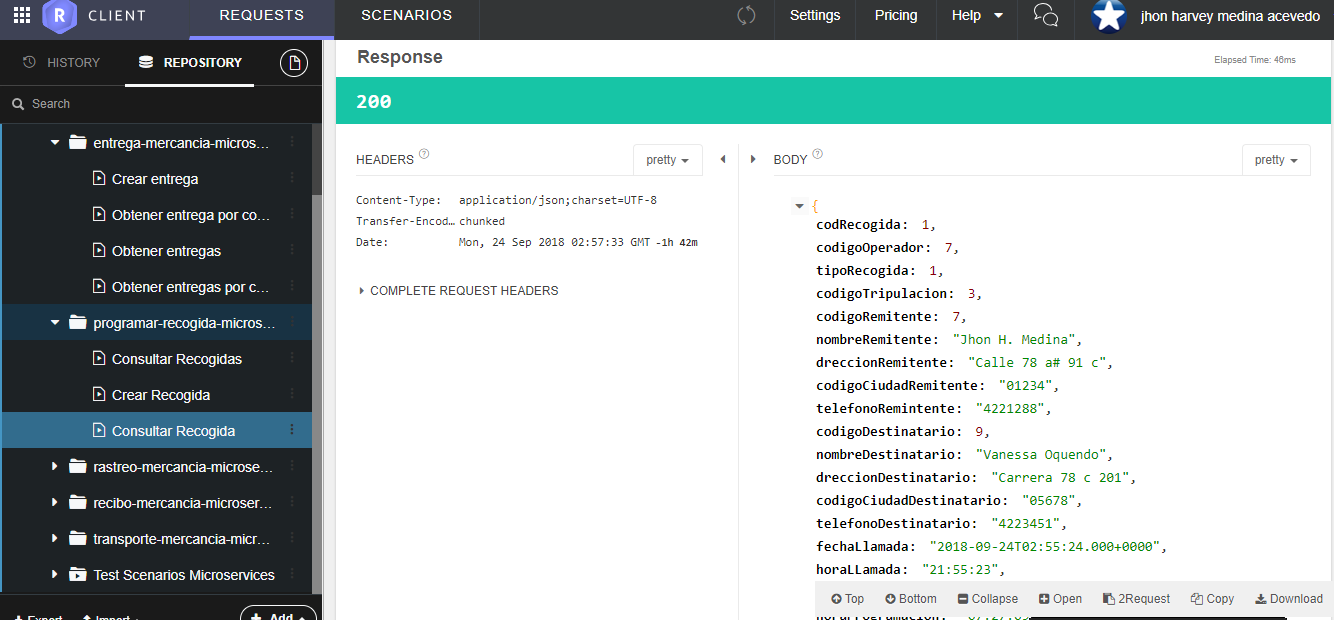 R CLIENT REQUESTS SCENARIOS Settings Pricing Help jhon harvey medina acevedo
HISTORY REPOSITORY
Search
entrega-mercancia-micros...
Crear entrega
Obtener entrega por co...
Obtener entregas
Obtener entregas por c...
programar-recogida-micros...
Consultar Recogidas
Crear Recogida
Consultar Recogida
rastreo-mercancia-microse...
recibo-mercancia-microser...
transporte-mercancia-micr...
Test Scenarios Microservices
Export Import Add
Response Elapsed Time: 46ms
200
HEADERS ? pretty
Content-Type: application/json;charset=UTF-8
Transfer-Encod… chunked
Date: Mon, 24 Sep 2018 02:57:33 GMT -1h 42m
COMPLETE REQUEST HEADERS
BODY ? pretty
{
codRecogida: 1,
codigoOperador: 7,
tipoRecogida: 1,
codigoTripulacion: 3,
codigoRemitente: 7,
nombreRemitente: "Jhon H. Medina",
dreccionRemitente: "Calle 78 a# 91 c",
codigoCiudadRemitente: "01234",
telefonoRemintente: "4221288",
codigoDestinatario: 9,
nombreDestinatario: "Vanessa Oquendo",
dreccionDestinatario: "Carrera 78 c 201",
codigoCiudadDestinatario: "05678",
telefonoDestinatario: "4223451",
fechaLlamada: "2018-09-24T02:55:24.000+0000",
horaLLamada: "21:55:23",
Top Bottom Collapse Open 2Request Copy Download